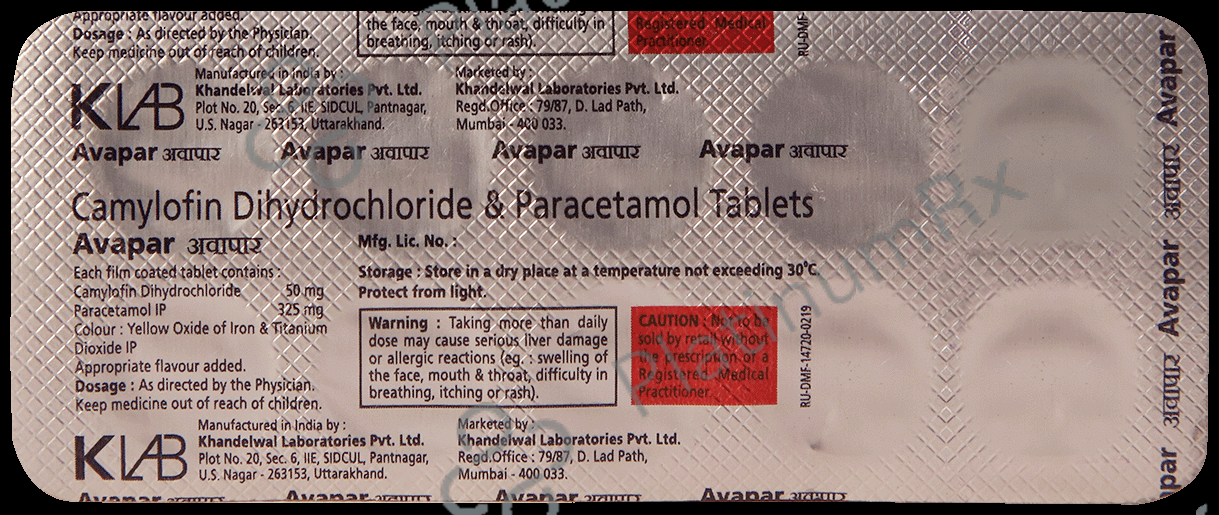 Appropriate flavour added.
Dosage : As directed by the Physician.
Keep medicine out of reach of children.
the face, mouth & throat, difficulty in
breathing, itching or rash).
Registered Medical
Practitioner.
RU-DMF-
KLAB
Manufactured in India by :
Khandelwal Laboratories Pvt. Ltd.
Plot No. 20, Sec. 6, IIE, SIDCUL, Pantnagar,
U.S. Nagar - 263153, Uttarakhand.
Marketed by :
Khandelwal Laboratories Pvt. Ltd.
Regd.Office : 79/87, D. Lad Path,
Mumbai - 400 033.
Avapar अवापार Avapar अवापार Avapar अवापार Avapar अवापार
Camylofin Dihydrochloride & Paracetamol Tablets
Avapar अवापार
Mfg. Lic. No. :
Each film coated tablet contains :
Camylofin Dihydrochloride 50 mg
Paracetamol IP 325 mg
Colour : Yellow Oxide of Iron & Titanium
Dioxide IP
Appropriate flavour added.
Dosage : As directed by the Physician.
Keep medicine out of reach of children.
Storage : Store in a dry place at a temperature not exceeding 30°C.
Protect from light.
Warning : Taking more than daily
dose may cause serious liver damage
or allergic reactions (eg. : swelling of
the face, mouth & throat, difficulty in
breathing, itching or rash).
CAUTION : Not to be
sold by retail without
the prescription or a
Registered Medical
Practitioner.
RU-DMF-14720-0219
KLAB
Manufactured in India by :
Khandelwal Laboratories Pvt. Ltd.
Plot No. 20, Sec. 6, IIE, SIDCUL, Pantnagar,
U.S. Nagar - 263153, Uttarakhand.
Marketed by :
Khandelwal Laboratories Pvt. Ltd.
Regd.Office : 79/87, D. Lad Path,
Mumbai - 400 033.
Avapar अवापार Avapar अवापार Avapar अवापार Avapar अवापार
अवापार Avapar अवापार Avapar
PlatinumRx